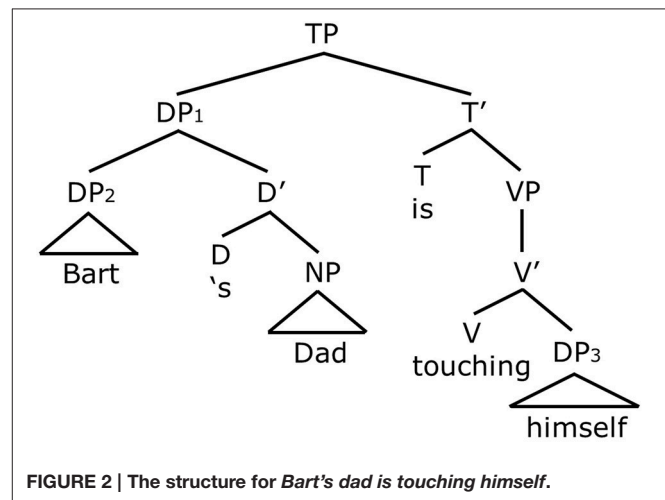 TP
DP₁ T′
DP₂ D′ T VP
is
Bart D NP V′
‘s
Dad V DP₃
touching
himself
FIGURE 2 | The structure for Bart’s dad is touching himself.